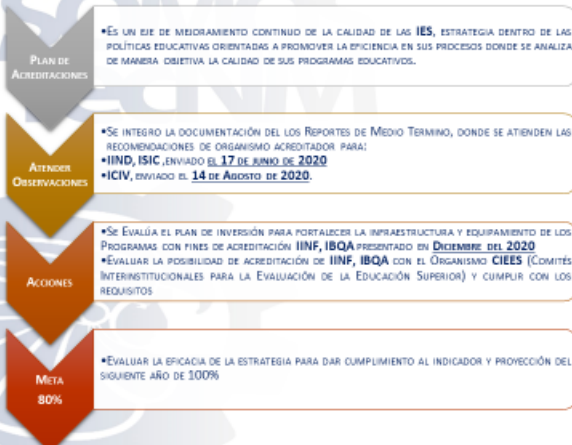 PLAN DE
ACREDITACIONES
•ES UN EJE DE MEJORAMIENTO CONTINUO DE LA CALIDAD DE LAS IES, ESTRATEGIA DENTRO DE LAS
POLÍTICAS EDUCATIVAS ORIENTADAS A PROMOVER LA EFICIENCIA EN SUS PROCESOS DONDE SE ANALIZA
DE MANERA OBJETIVA LA CALIDAD DE SUS PROGRAMAS EDUCATIVOS.
ATENDER
OBSERVACIONES
•SE INTEGRO LA DOCUMENTACIÓN DEL LOS REPORTES DE MEDIO TERMINO, DONDE SE ATIENDEN LAS
RECOMENDACIONES DE ORGANISMO ACREDITADOR PARA:
•IIND, ISIC ,ENVIADO EL 17 DE JUNIO DE 2020
•ICIV, ENVIADO EL 14 DE AGOSTO DE 2020.
ACCIONES
•SE EVALÚA EL PLAN DE INVERSIÓN PARA FORTALECER LA INFRAESTRUCTURA Y EQUIPAMIENTO DE LOS
PROGRAMAS CON FINES DE ACREDITACIÓN IINF, IBQA PRESENTADO EN DICIEMBRE DEL 2020
•EVALUAR LA POSIBILIDAD DE ACREDITACIÓN DE IINF, IBQA CON EL ORGANISMO CIEES (COMITÉS
INTERINSTITUCIONALES PARA LA EVALUACIÓN DE LA EDUCACIÓN SUPERIOR) Y CUMPLIR CON LOS
REQUISITOS
META
80%
•EVALUAR LA EFICACIA DE LA ESTRATEGIA PARA DAR CUMPLIMIENTO AL INDICADOR Y PROYECCIÓN DEL
SIGUIENTE AÑO DE 100%